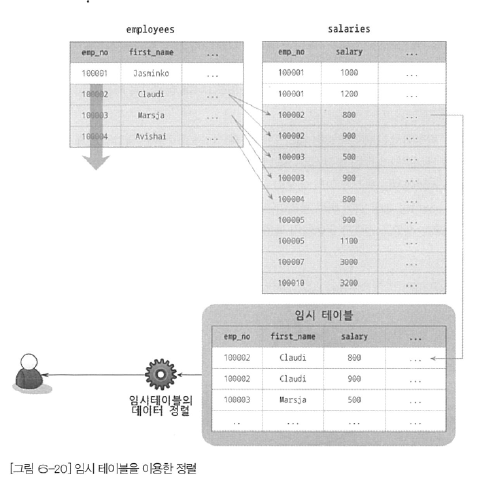 employees
emp_no first_name ...
100001 Jasminko ...
100002 Claudi ...
100003 Marsja ...
100004 Avishai ...
salaries
emp_no salary ...
100001 1000 ...
100001 1200 ...
100002 800 ...
100002 900 ...
100003 500 ...
100003 900 ...
100004 800 ...
100005 900 ...
100005 1100 ...
100007 3000 ...
100010 3200 ...
임시 테이블
emp_no first_name salary ...
100002 Claudi 800 ...
100002 Claudi 900 ...
100003 Marsja 500 ...
.. ... ... ...
임시테이블의
데이터 정렬
[그림 6-20] 임시 테이블을 이용한 정렬